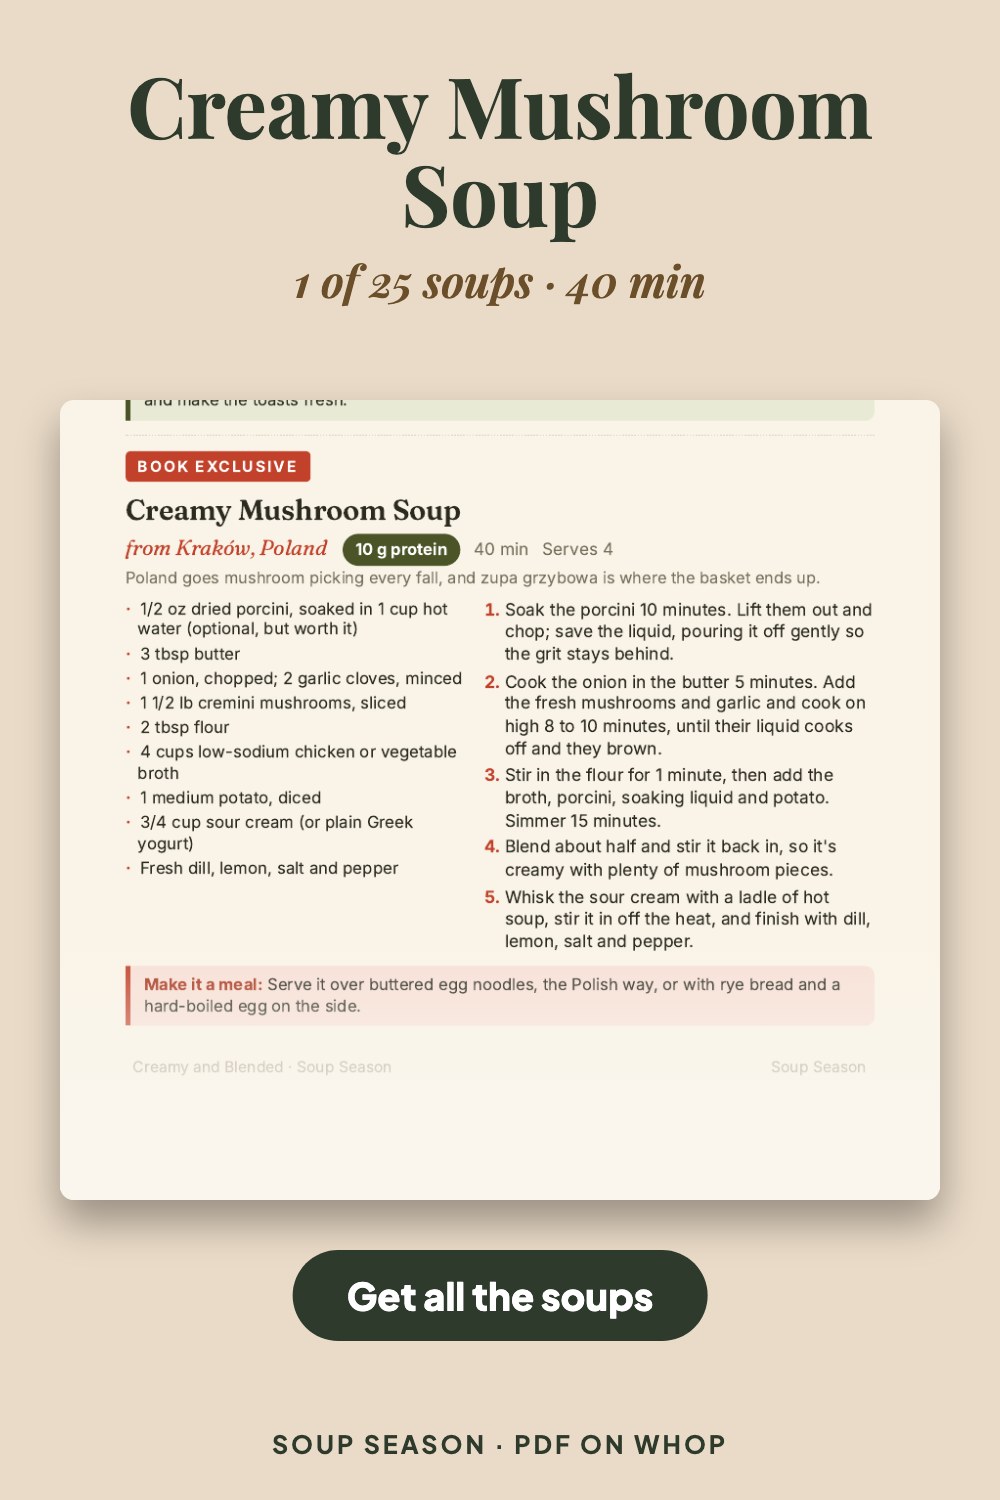 Creamy Mushroom
Soup
1 of 25 soups · 40 min
and make the toasts fresh.
BOOK EXCLUSIVE
Creamy Mushroom Soup
from Kraków, Poland 10 g protein 40 min Serves 4
Poland goes mushroom picking every fall, and zupa grzybowa is where the basket ends up.
· 1/2 oz dried porcini, soaked in 1 cup hot
water (optional, but worth it)
· 3 tbsp butter
· 1 onion, chopped; 2 garlic cloves, minced
· 1 1/2 lb cremini mushrooms, sliced
· 2 tbsp flour
· 4 cups low-sodium chicken or vegetable
broth
· 1 medium potato, diced
· 3/4 cup sour cream (or plain Greek
yogurt)
· Fresh dill, lemon, salt and pepper
1. Soak the porcini 10 minutes. Lift them out and
chop; save the liquid, pouring it off gently so
the grit stays behind.
2. Cook the onion in the butter 5 minutes. Add
the fresh mushrooms and garlic and cook on
high 8 to 10 minutes, until their liquid cooks
off and they brown.
3. Stir in the flour for 1 minute, then add the
broth, porcini, soaking liquid and potato.
Simmer 15 minutes.
4. Blend about half and stir it back in, so it's
creamy with plenty of mushroom pieces.
5. Whisk the sour cream with a ladle of hot
soup, stir it in off the heat, and finish with dill,
lemon, salt and pepper.
Make it a meal: Serve it over buttered egg noodles, the Polish way, or with rye bread and a
hard-boiled egg on the side.
Creamy and Blended · Soup Season Soup Season
Get all the soups
SOUP SEASON · PDF ON WHOP